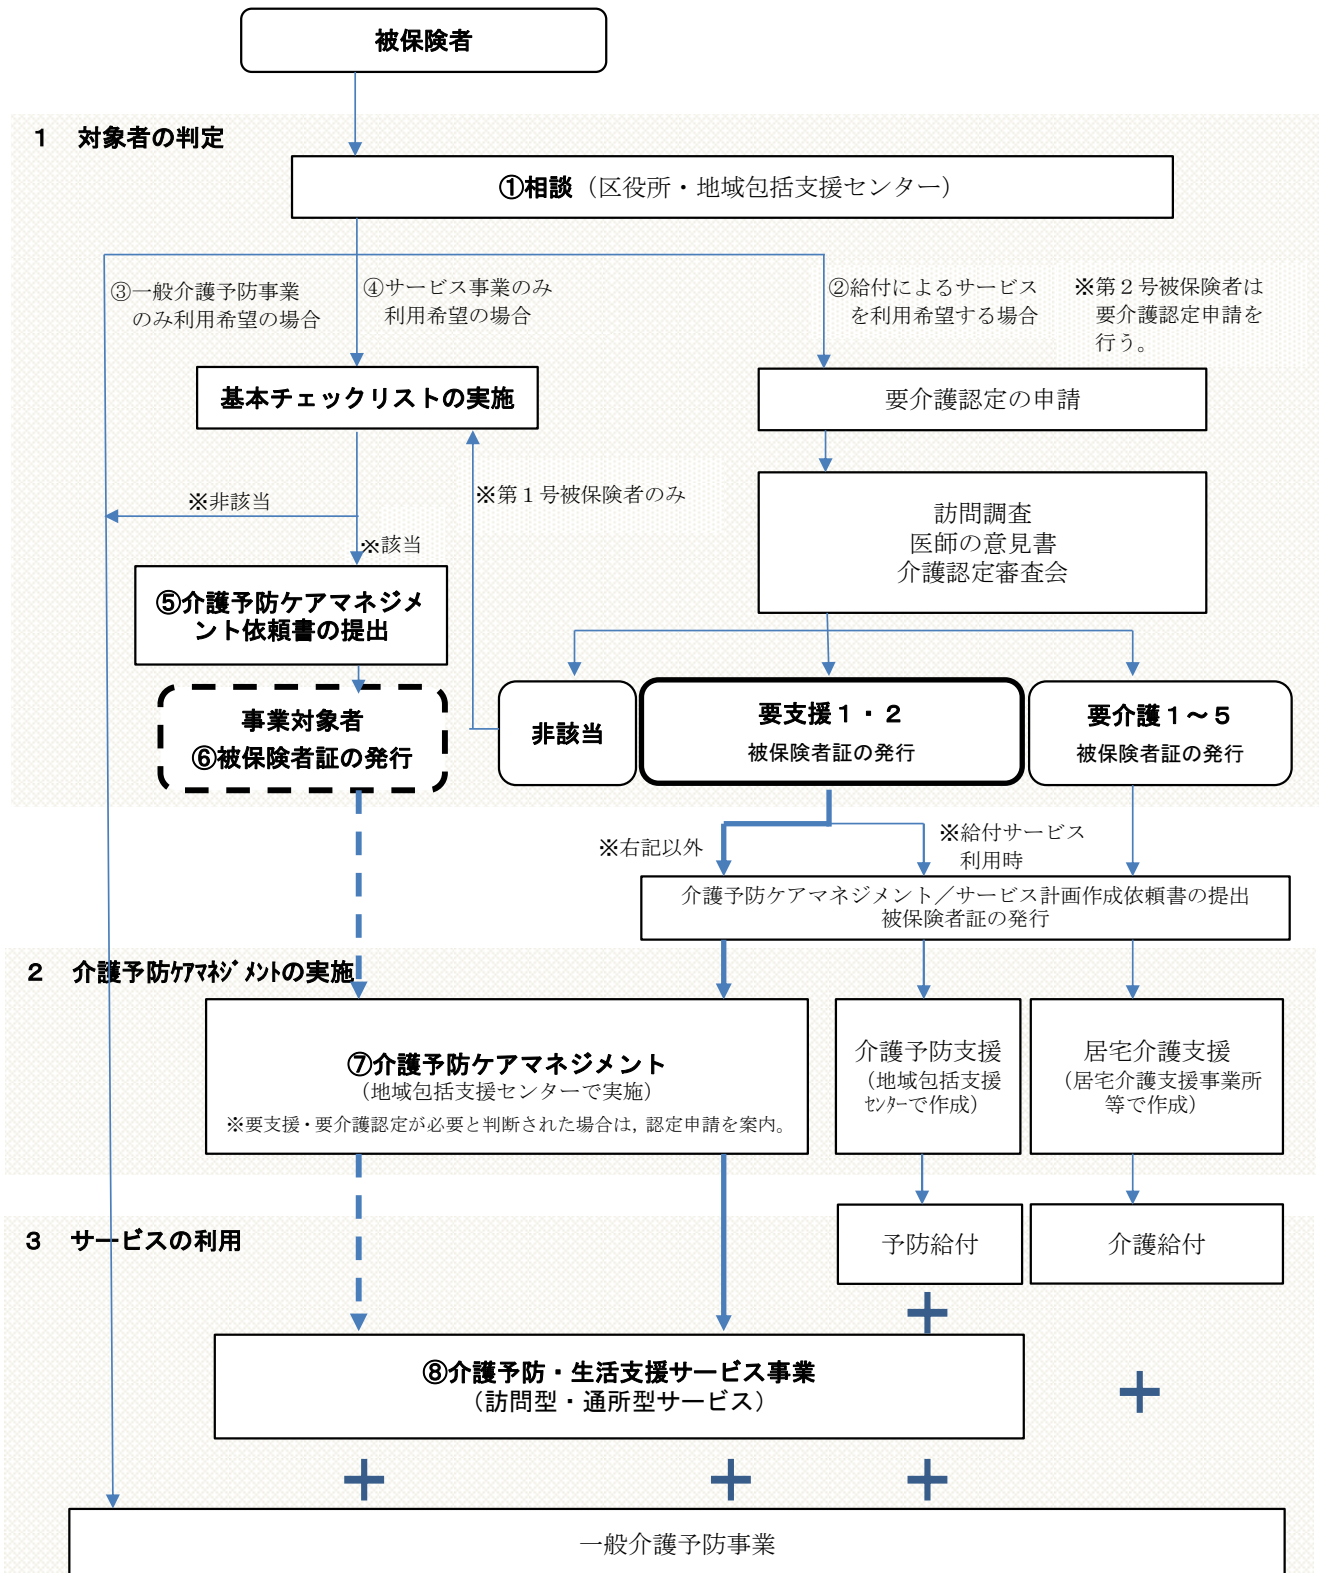 被保険者
１　対象者の判定
①相談（区役所・地域包括支援センター）
③一般介護予防事業
のみ利用希望の場合
④サービス事業のみ
利用希望の場合
②給付によるサービス
を利用希望する場合
※第２号被保険者は
要介護認定申請を
行う。
基本チェックリストの実施
要介護認定の申請
※非該当
※第１号被保険者のみ
※該当
訪問調査
医師の意見書
介護認定審査会
⑤介護予防ケアマネジメ
ント依頼書の提出
事業対象者
⑥被保険者証の発行
非該当
要支援１・２
被保険者証の発行
要介護１～５
被保険者証の発行
※右記以外
※給付サービス
利用時
介護予防ケアマネジメント／サービス計画作成依頼書の提出
被保険者証の発行
２　介護予防ｹｱﾏﾈｼﾞﾒﾝﾄの実施
⑦介護予防ケアマネジメント
（地域包括支援センターで実施）
※要支援・要介護認定が必要と判断された場合は，認定申請を案内。
介護予防支援
（地域包括支援
ｾﾝﾀｰで作成）
居宅介護支援
（居宅介護支援事業所
等で作成）
３　サービスの利用
予防給付
介護給付
⑧介護予防・生活支援サービス事業
（訪問型・通所型サービス）
一般介護予防事業